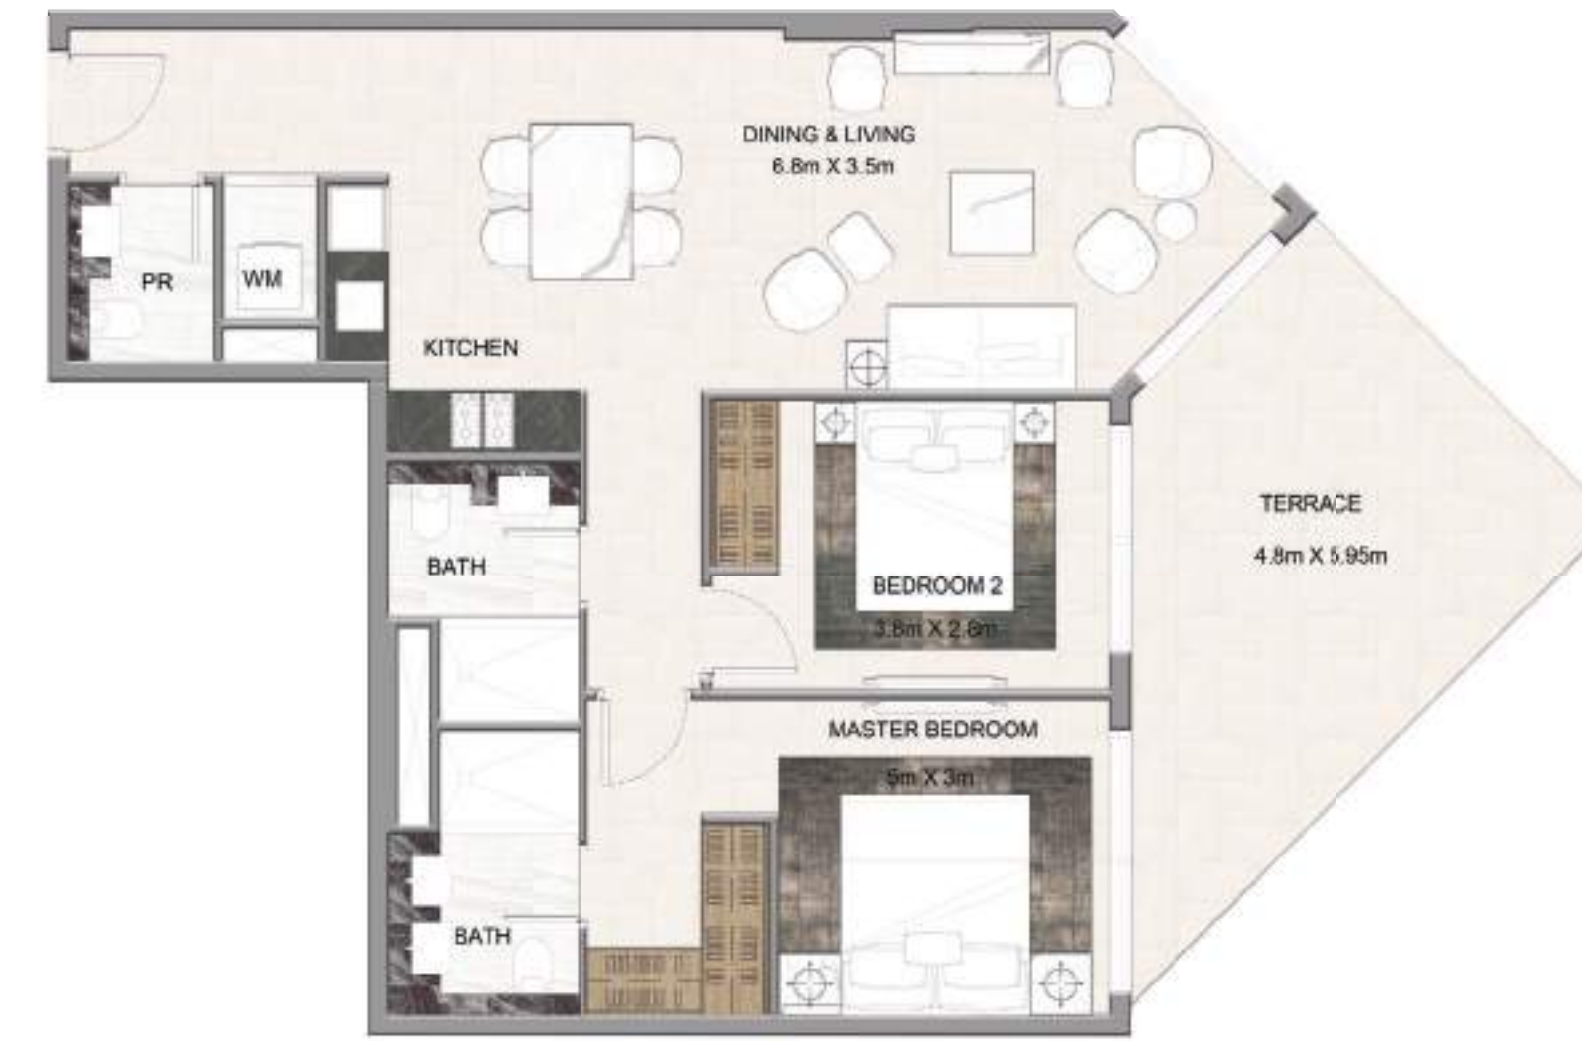 DINING & LIVING
6.8m X 3.5m
PR
WM
KITCHEN
TERRACE
4.8m X 5.95m
BATH
BEDROOM 2
3.8m X 2.8m
MASTER BEDROOM
5m X 3m
BATH